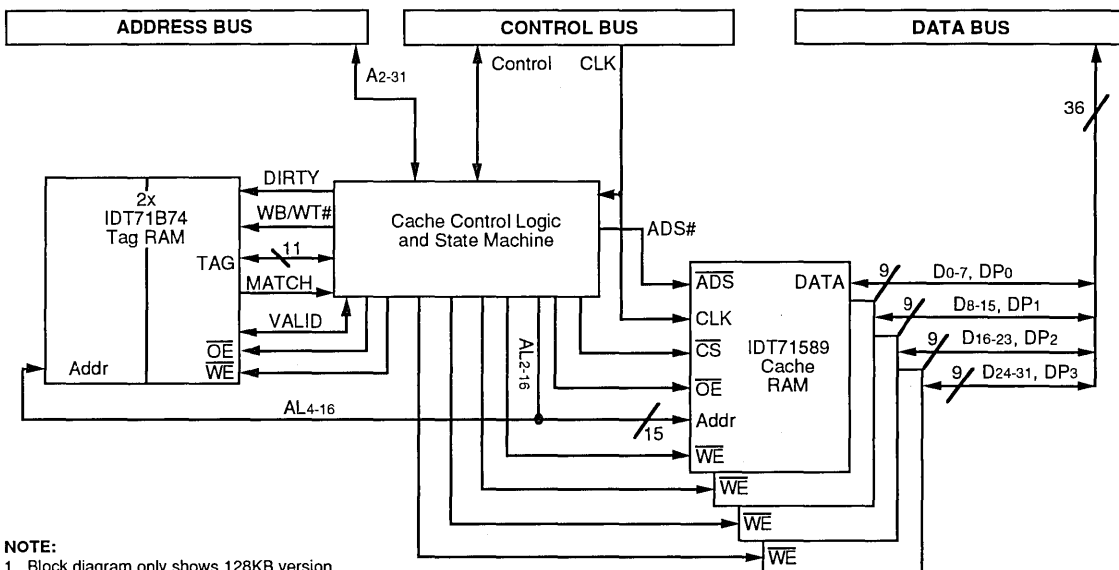 ADDRESS BUS
CONTROL BUS
DATA BUS
A2-31
Control
CLK
36
2x
IDT71B74
Tag RAM
DIRTY
WB/WT#
TAG
11
MATCH
VALID
OE
WE
Addr
Cache Control Logic
and State Machine
ADS#
ADS
DATA
CLK
CS
IDT71589
Cache
RAM
OE
Addr
WE
9
D0-7, DP0
9
D8-15, DP1
9
D16-23, DP2
9
D24-31, DP3
AL2-16
AL4-16
15
WE
WE
WE
NOTE:
1. Block diagram only shows 128KB version